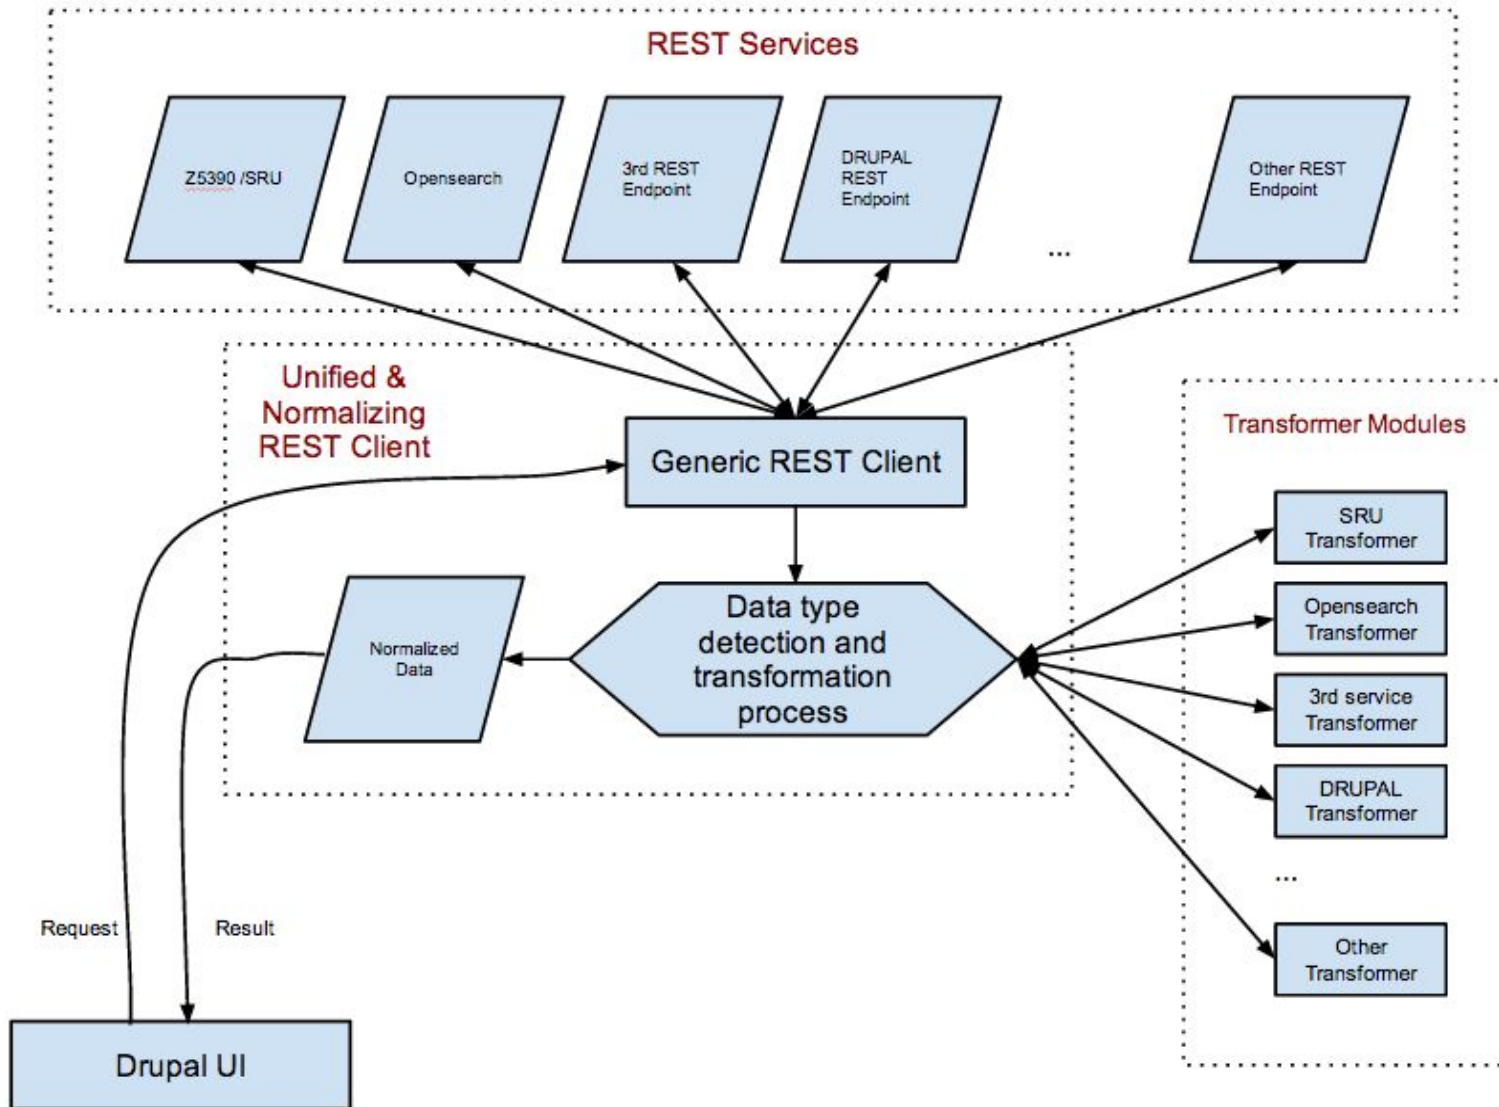 REST Services
Z5390 /SRU
Opensearch
3rd REST
Endpoint
DRUPAL
REST
Endpoint
...
Other REST
Endpoint
Unified &
Normalizing
REST Client
Generic REST Client
Transformer Modules
SRU
Transformer
Opensearch
Transformer
3rd service
Transformer
DRUPAL
Transformer
...
Other
Transformer
Data type
detection and
transformation
process
Normalized
Data
Request
Result
Drupal UI